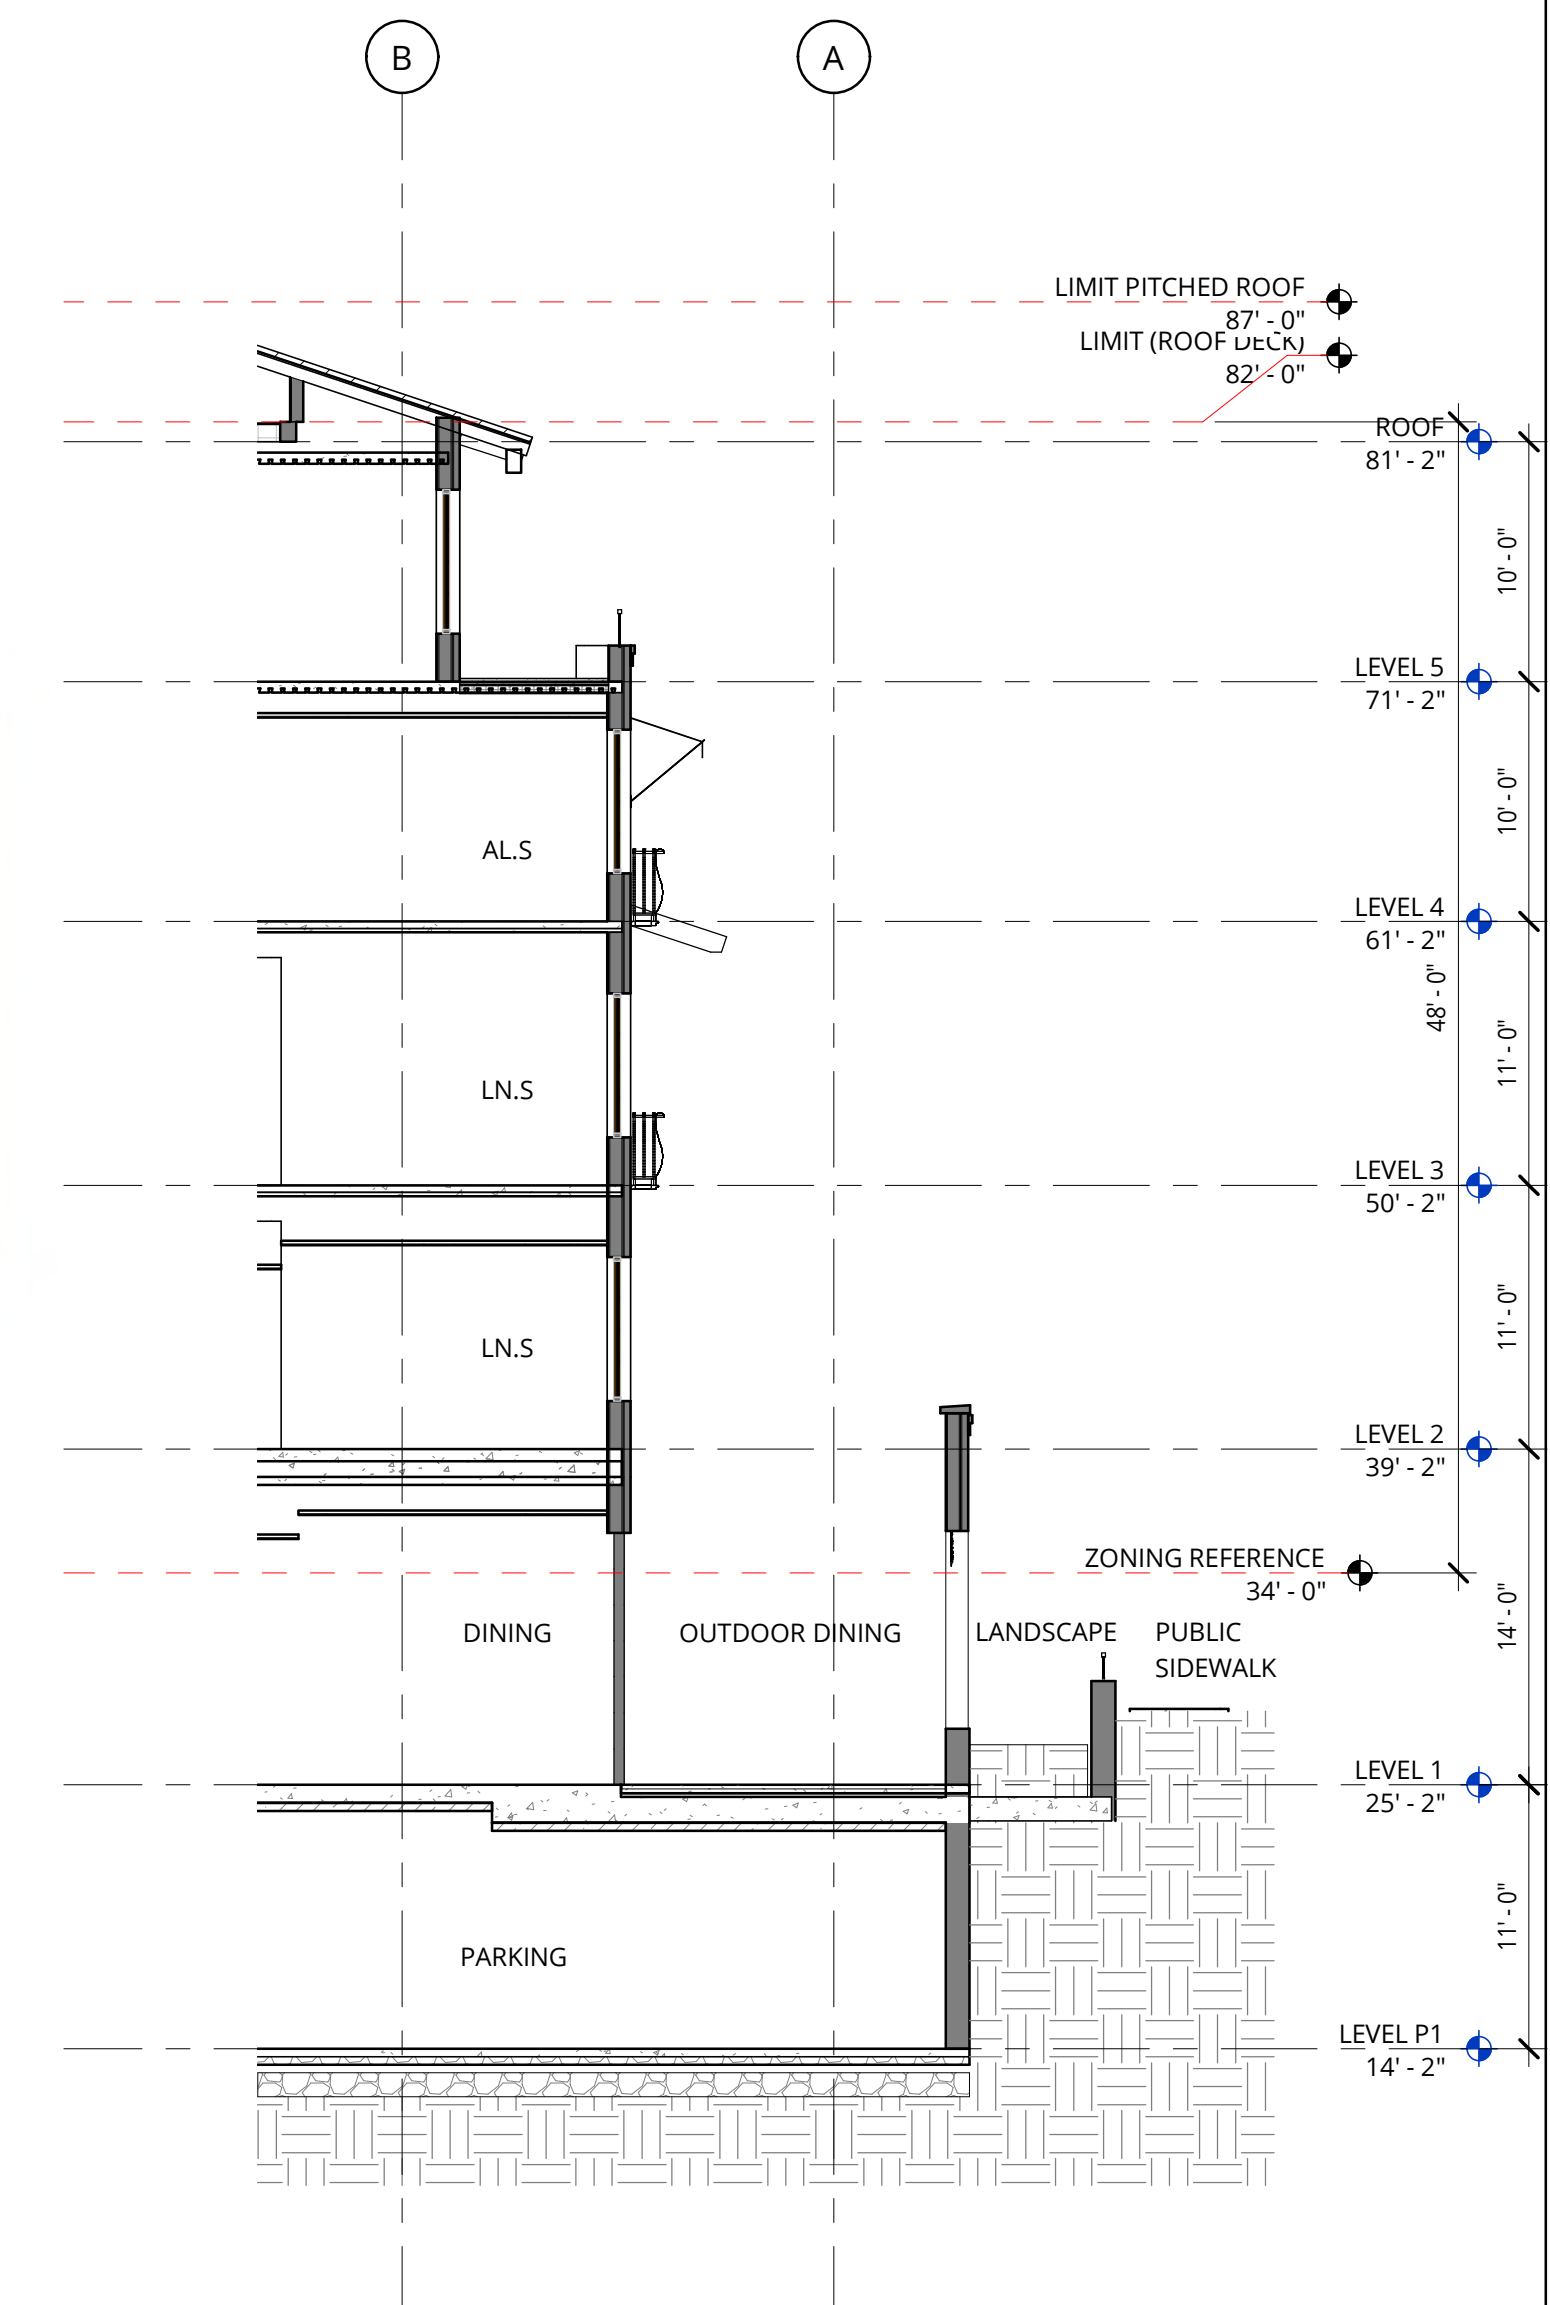 B
A
LIMIT PITCHED ROOF
87' - 0"
LIMIT (ROOF DECK)
82' - 0"
ROOF
81' - 2"
10' - 0"
LEVEL 5
71' - 2"
10' - 0"
AL.S
LEVEL 4
61' - 2"
48' - 0"
11' - 0"
LN.S
LEVEL 3
50' - 2"
11' - 0"
LN.S
LEVEL 2
39' - 2"
ZONING REFERENCE
34' - 0"
14' - 0"
DINING
OUTDOOR DINING
LANDSCAPE
PUBLIC
SIDEWALK
LEVEL 1
25' - 2"
11' - 0"
PARKING
LEVEL P1
14' - 2"